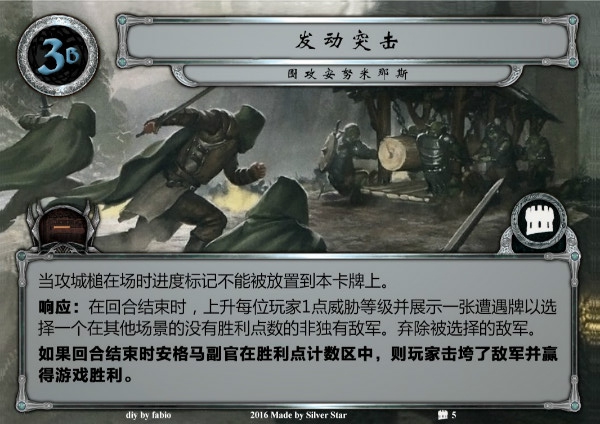 3B
发动突击
围攻安努米那斯
当攻城槌在场时进度标记不能被放置到本卡牌上。
响应：在回合结束时，上升每位玩家1点威胁等级并展示一张遭遇牌以选
择一个在其他场景的没有胜利点数的非独有敌军。弃除被选择的敌军。
如果回合结束时安格马副官在胜利点计数区中，则玩家击垮了敌军并赢
得游戏胜利。
diy by fabio 2016 Made by Silver Star 5